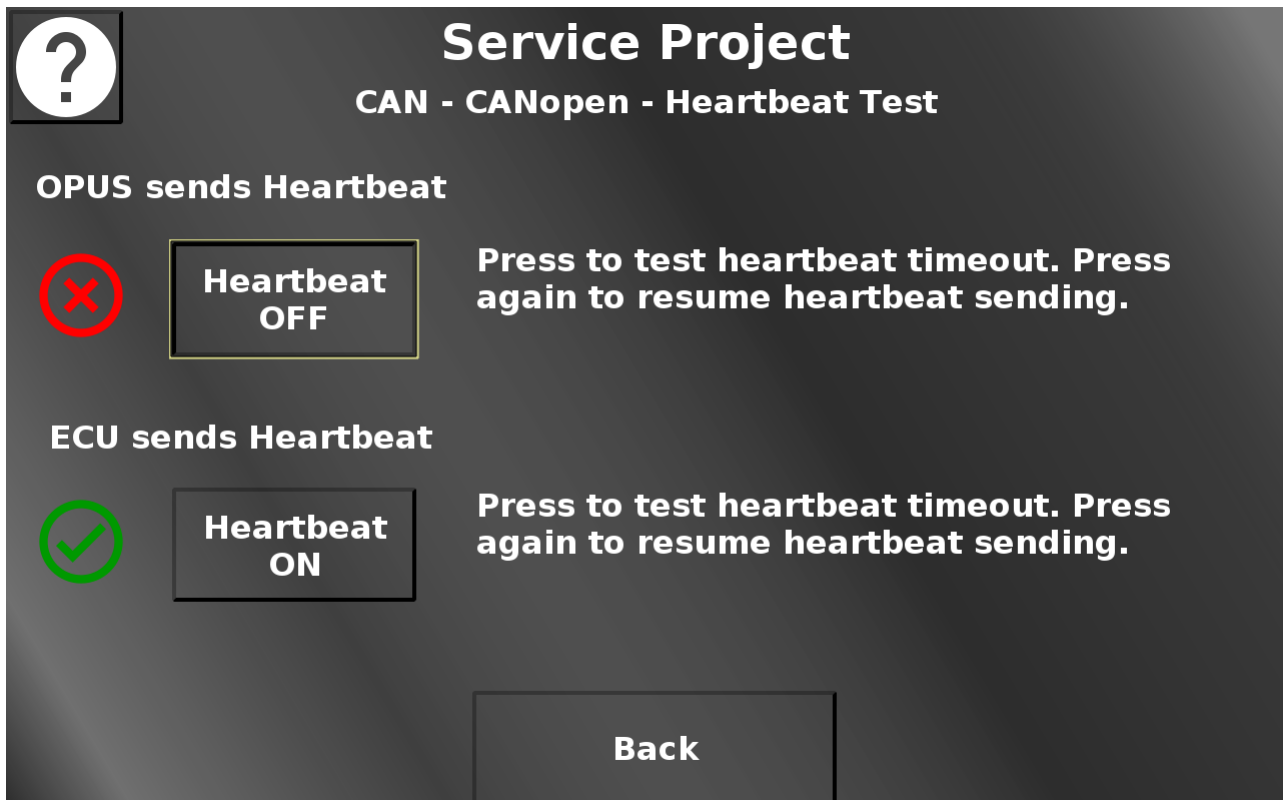 ?
Service Project
CAN - CANopen - Heartbeat Test
OPUS sends Heartbeat
Heartbeat
OFF
Press to test heartbeat timeout. Press
again to resume heartbeat sending.
ECU sends Heartbeat
Heartbeat
ON
Press to test heartbeat timeout. Press
again to resume heartbeat sending.
Back